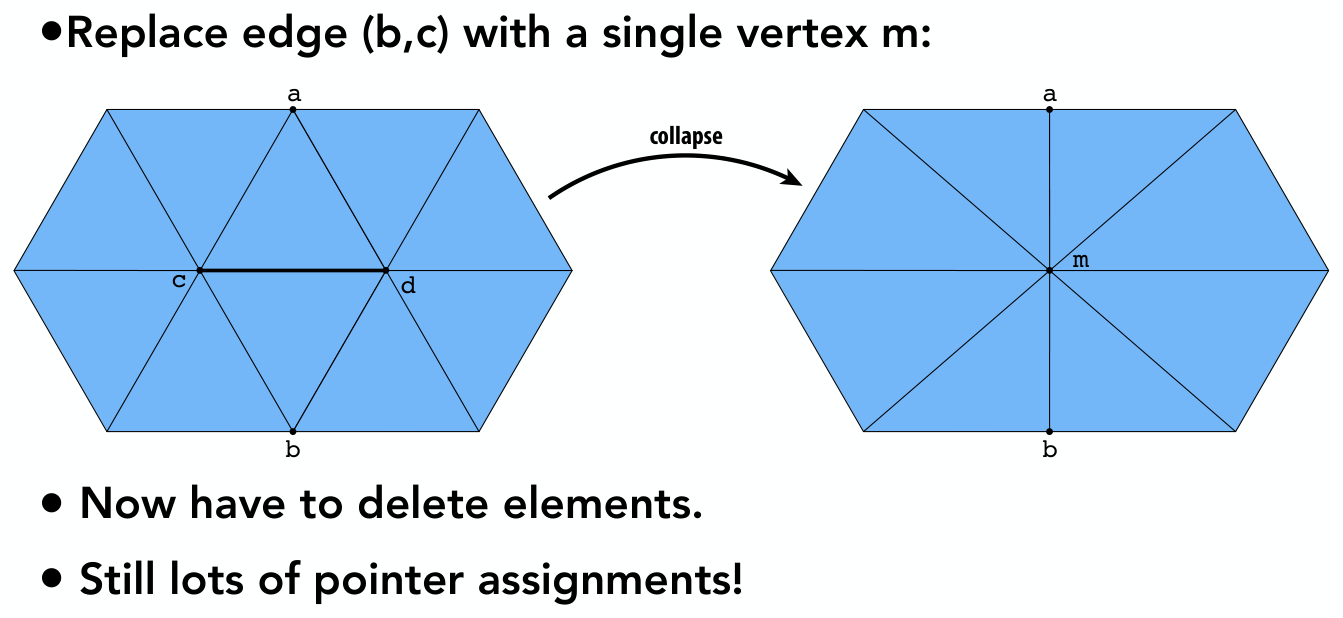 •Replace edge (b,c) with a single vertex m:
a
a
collapse
c
d
m
b
b
• Now have to delete elements.
• Still lots of pointer assignments!